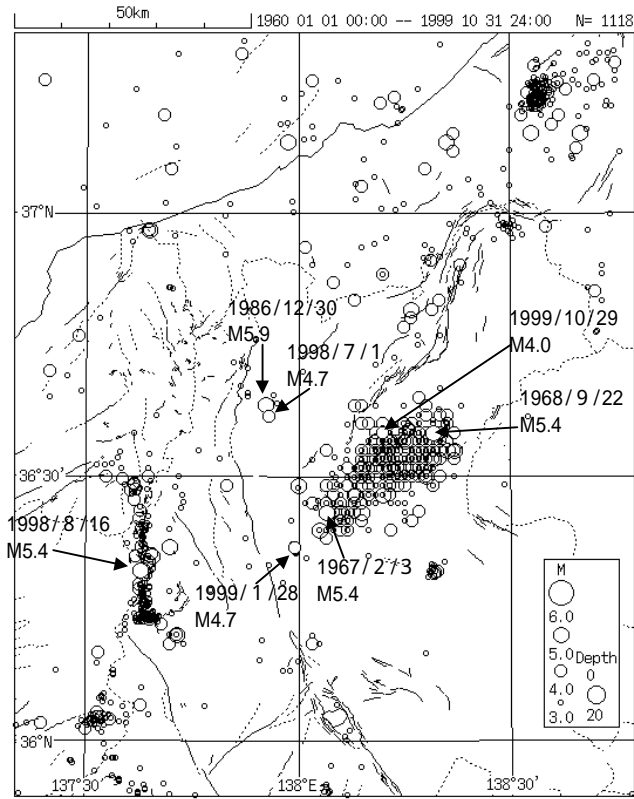 50km
1960 01 01 00:00 -- 1999 10 31 24:00 N= 1118
37°N
1986/12/30
M5.9
1998/7/1
M4.7
1999/10/29
M4.0
1968/9/22
M5.4
36°30'
1998/8/16
M5.4
1999/1/28
M4.7
1967/2/3
M5.4
M
6.0
5.0
4.0
3.0
Depth
0
20
36°N
137°30'
138°E
138°30'